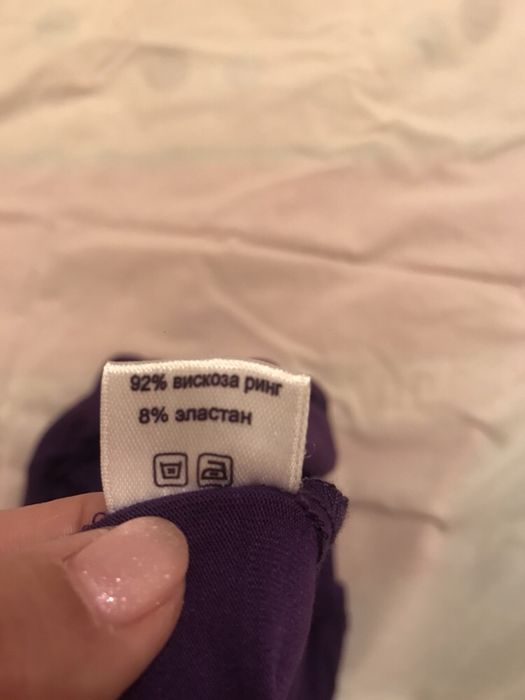 92% вискоза ринг
8% эластан